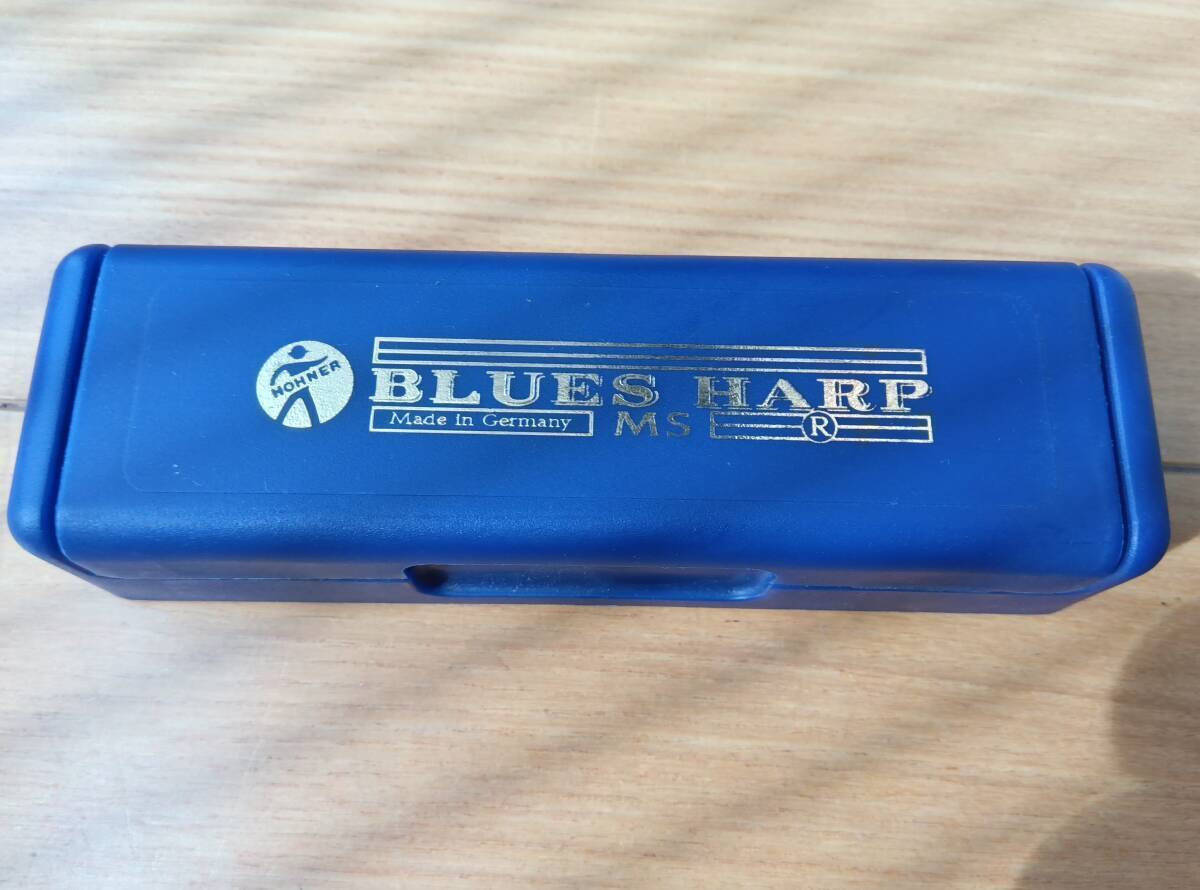 HOHNER
BLUES HARP
Made in Germany MS ®